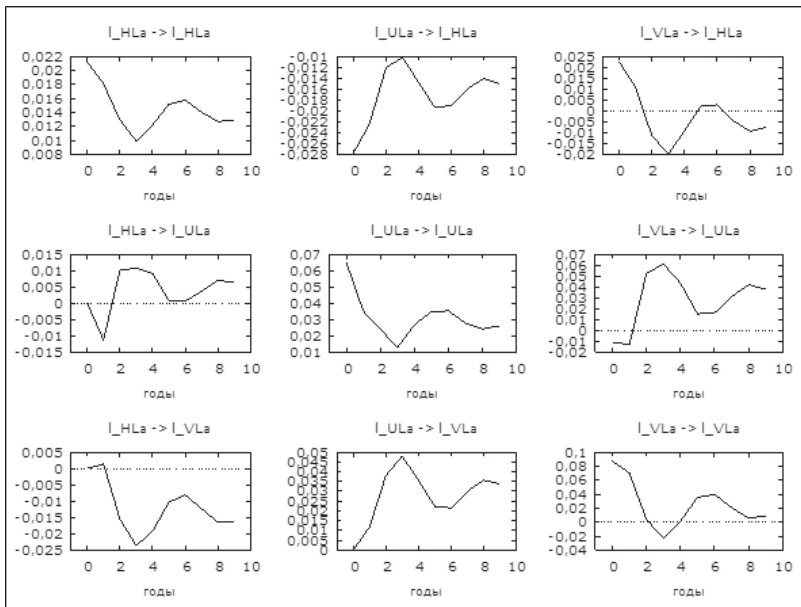 l_HLa -> l_HLa
0,022
0,02
0,018
0,016
0,014
0,012
0,01
0,008
0 2 4 6 8 10
годы
l_ULa -> l_HLa
-0,01
-0,012
-0,014
-0,016
-0,018
-0,02
-0,022
-0,024
-0,026
-0,028
0 2 4 6 8 10
годы
l_VLa -> l_HLa
0,025
0,02
0,015
0,01
0,005
0
-0,005
-0,01
-0,015
-0,02
0 2 4 6 8 10
годы
l_HLa -> l_ULa
0,015
0,01
0,005
0
-0,005
-0,01
-0,015
0 2 4 6 8 10
годы
l_ULa -> l_ULa
0,07
0,06
0,05
0,04
0,03
0,02
0,01
0 2 4 6 8 10
годы
l_VLa -> l_ULa
0,07
0,06
0,05
0,04
0,03
0,02
0,01
0
-0,01
-0,02
0 2 4 6 8 10
годы
l_HLa -> l_VLa
0,005
0
-0,005
-0,01
-0,015
-0,02
-0,025
0 2 4 6 8 10
годы
l_ULa -> l_VLa
0,05
0,045
0,04
0,035
0,03
0,025
0,02
0,015
0,01
0,005
0
0 2 4 6 8 10
годы
l_VLa -> l_VLa
0,1
0,08
0,06
0,04
0,02
0
-0,02
-0,04
0 2 4 6 8 10
годы